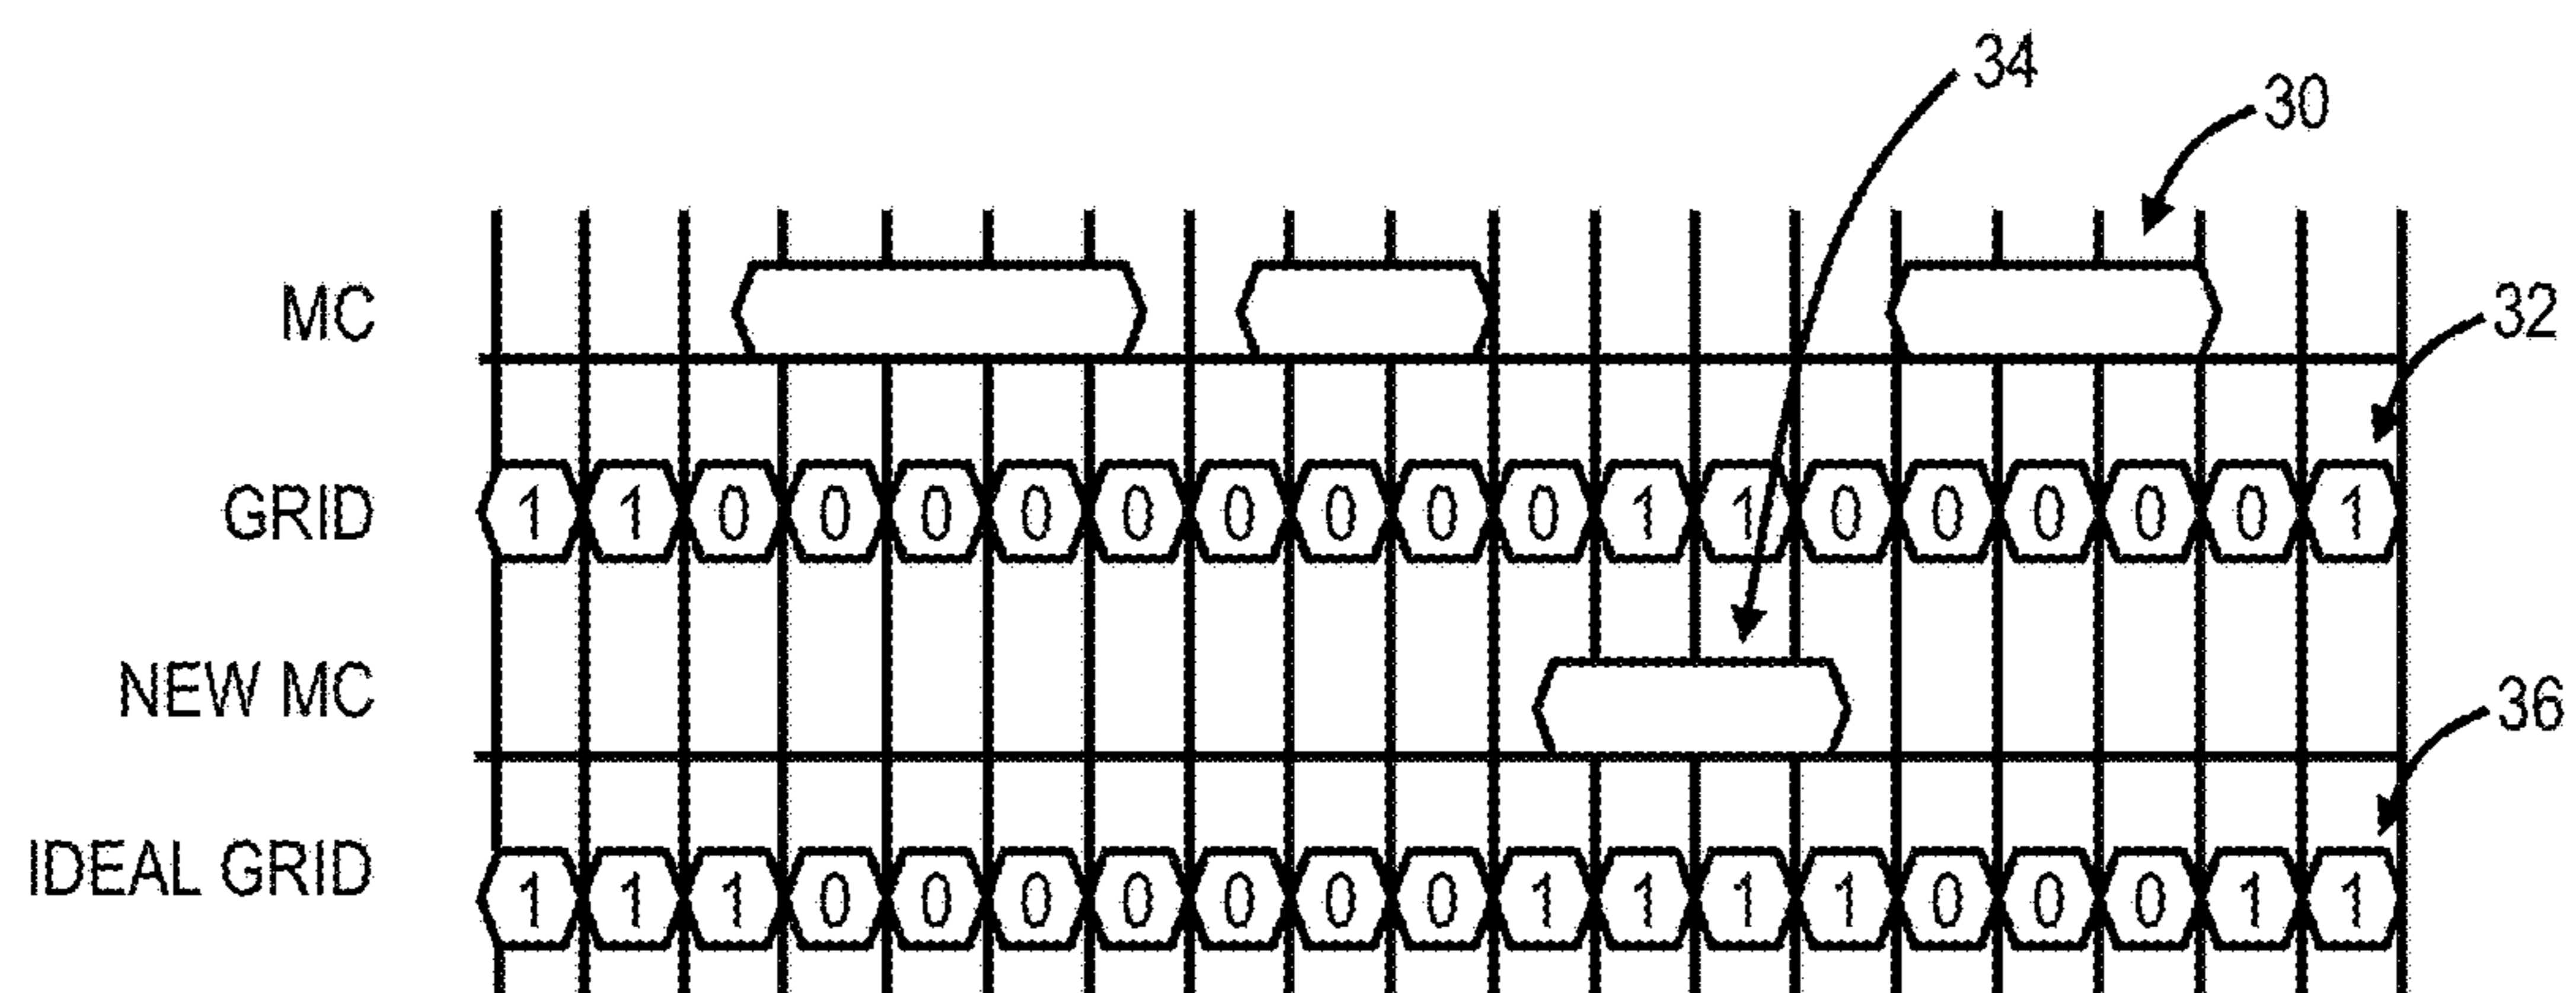 34
30
MC
32
GRID 1 1 0 0 0 0 0 0 0 0 0 1 1 0 0 0 0 0 1
NEW MC
36
IDEAL GRID 1 1 1 0 0 0 0 0 0 0 1 1 1 1 0 0 0 1 1